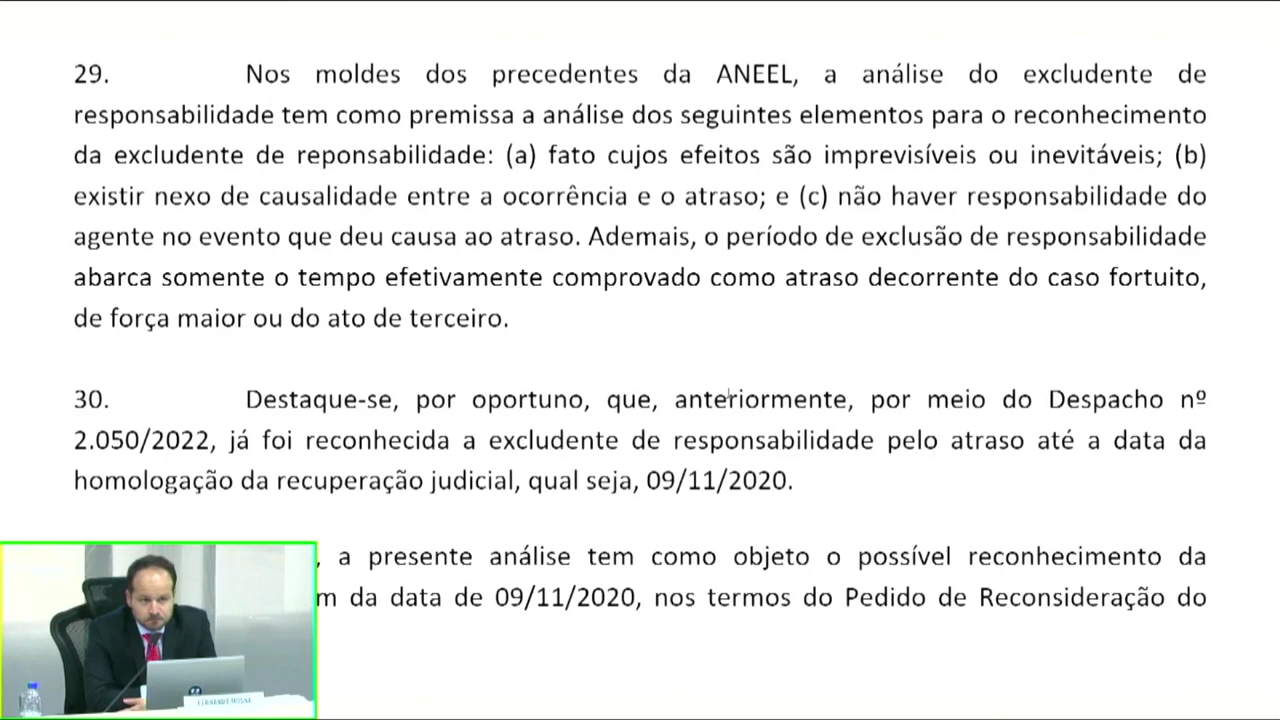 29. Nos moldes dos precedentes da ANEEL, a análise do excludente de
responsabilidade tem como premissa a análise dos seguintes elementos para o reconhecimento
da excludente de reponsabilidade: (a) fato cujos efeitos são imprevisíveis ou inevitáveis; (b)
existir nexo de causalidade entre a ocorrência e o atraso; e (c) não haver responsabilidade do
agente no evento que deu causa ao atraso. Ademais, o período de exclusão de responsabilidade
abarca somente o tempo efetivamente comprovado como atraso decorrente do caso fortuito,
de força maior ou do ato de terceiro.
30. Destaque-se, por oportuno, que, anteriormente, por meio do Despacho nº
2.050/2022, já foi reconhecida a excludente de responsabilidade pelo atraso até a data da
homologação da recuperação judicial, qual seja, 09/11/2020.
, a presente análise tem como objeto o possível reconhecimento da
m da data de 09/11/2020, nos termos do Pedido de Reconsideração do
FERNANDO MOSNA